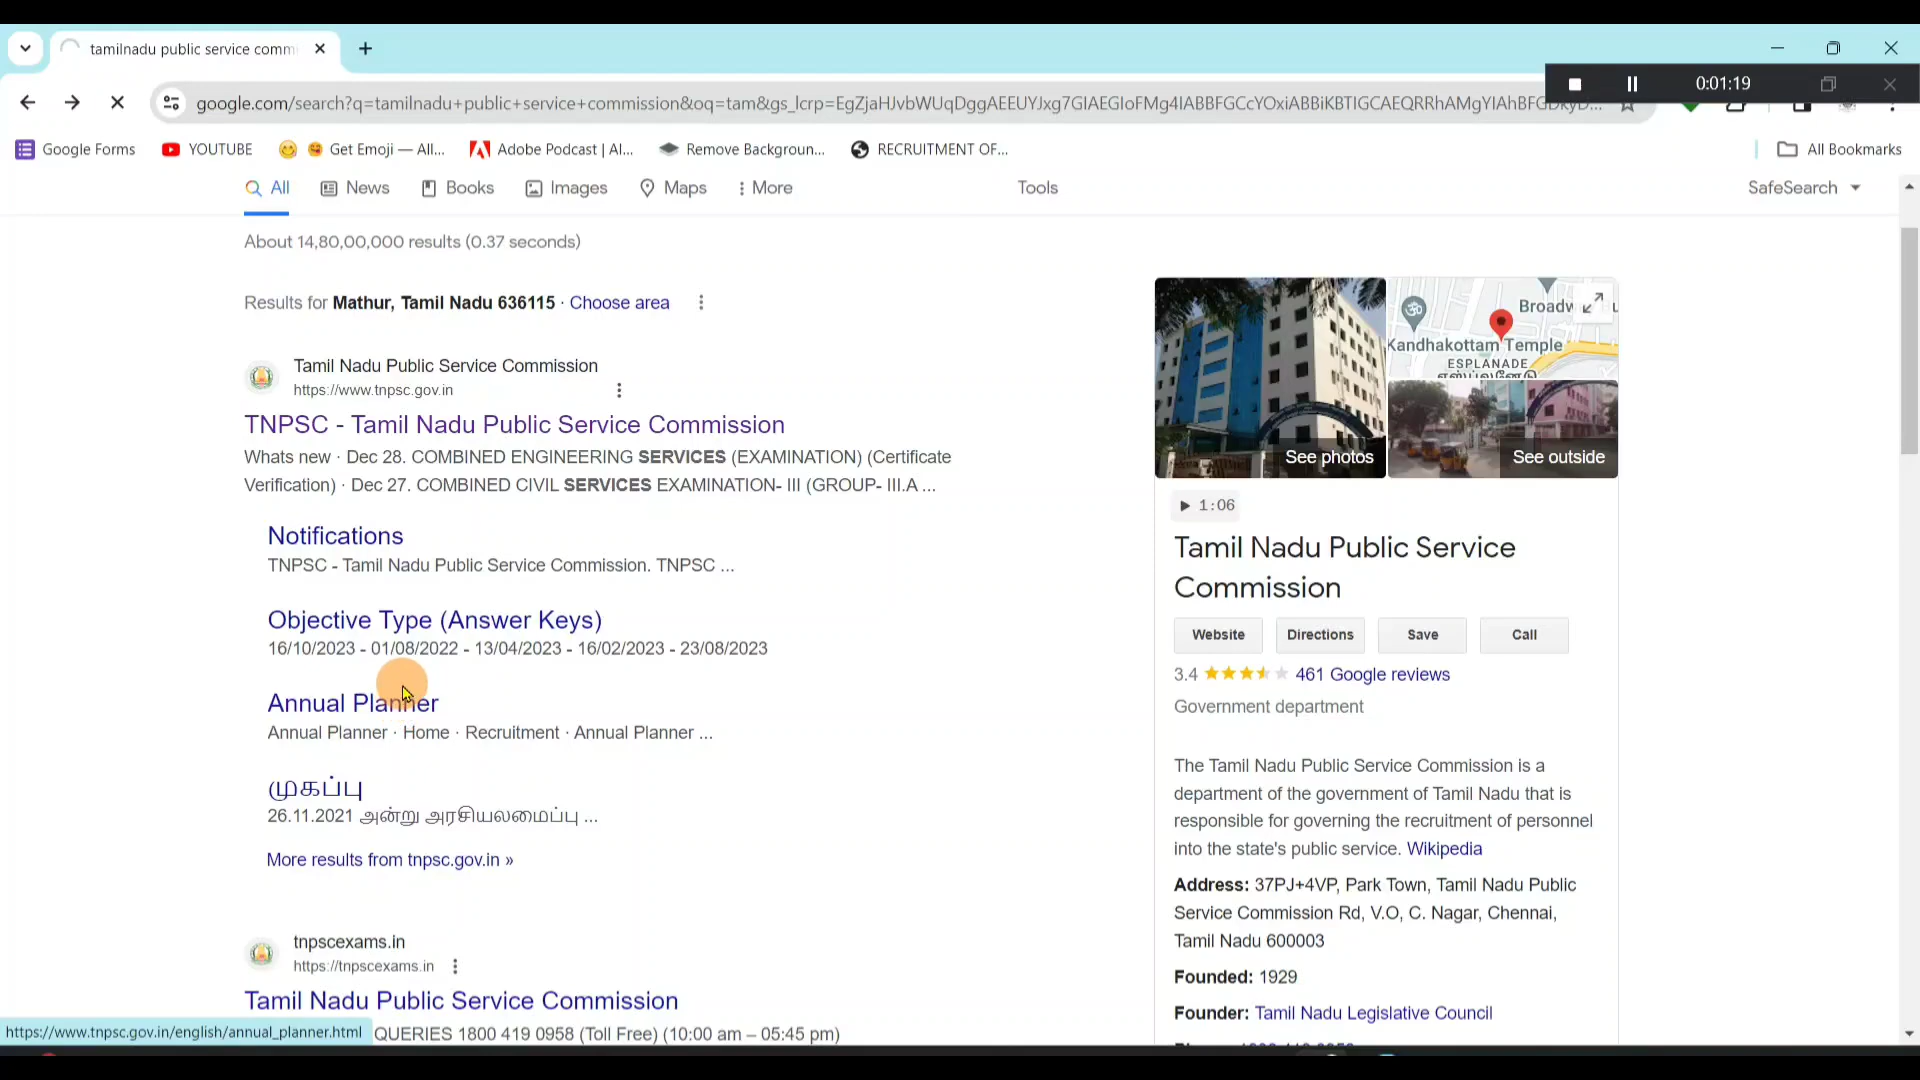 tamilnadu public service comm
0:01:19
google.com/search?q=tamilnadu+public+service+commission&oq=tam&gs_lcrp=EgZjaHJvbWUqDggAEEUYJxg7GIAEGIoFMg4IABBFGCcYOxiABBiKBTIGCAEQRRhAMgYIAhBFGDkyD...
Google Forms YOUTUBE Get Emoji — All... Adobe Podcast | AI... Remove Backgroun... RECRUITMENT OF... All Bookmarks
All News Books Images Maps More Tools SafeSearch
About 14,80,00,000 results (0.37 seconds)
Results for Mathur, Tamil Nadu 636115 · Choose area
Tamil Nadu Public Service Commission
https://www.tnpsc.gov.in
TNPSC - Tamil Nadu Public Service Commission
Whats new · Dec 28. COMBINED ENGINEERING SERVICES (EXAMINATION) (Certificate
Verification) · Dec 27. COMBINED CIVIL SERVICES EXAMINATION- III (GROUP- III.A ...
Notifications
TNPSC - Tamil Nadu Public Service Commission. TNPSC ...
Objective Type (Answer Keys)
16/10/2023 - 01/08/2022 - 13/04/2023 - 16/02/2023 - 23/08/2023
Annual Planner
Annual Planner · Home · Recruitment · Annual Planner ...
முகப்பு
26.11.2021 அன்று அரசியலமைப்பு ...
More results from tnpsc.gov.in »
tnpscexams.in
https://tnpscexams.in
Tamil Nadu Public Service Commission
QUERIES 1800 419 0958 (Toll Free) (10:00 am – 05:45 pm)
https://www.tnpsc.gov.in/english/annual_planner.html
Broadw
Kandhakottam Temple
ESPLANADE
எஸ்பிளனேடு
See photos
See outside
1:06
Tamil Nadu Public Service
Commission
Website Directions Save Call
3.4 461 Google reviews
Government department
The Tamil Nadu Public Service Commission is a
department of the government of Tamil Nadu that is
responsible for governing the recruitment of personnel
into the state's public service. Wikipedia
Address: 37PJ+4VP, Park Town, Tamil Nadu Public
Service Commission Rd, V.O, C. Nagar, Chennai,
Tamil Nadu 600003
Founded: 1929
Founder: Tamil Nadu Legislative Council